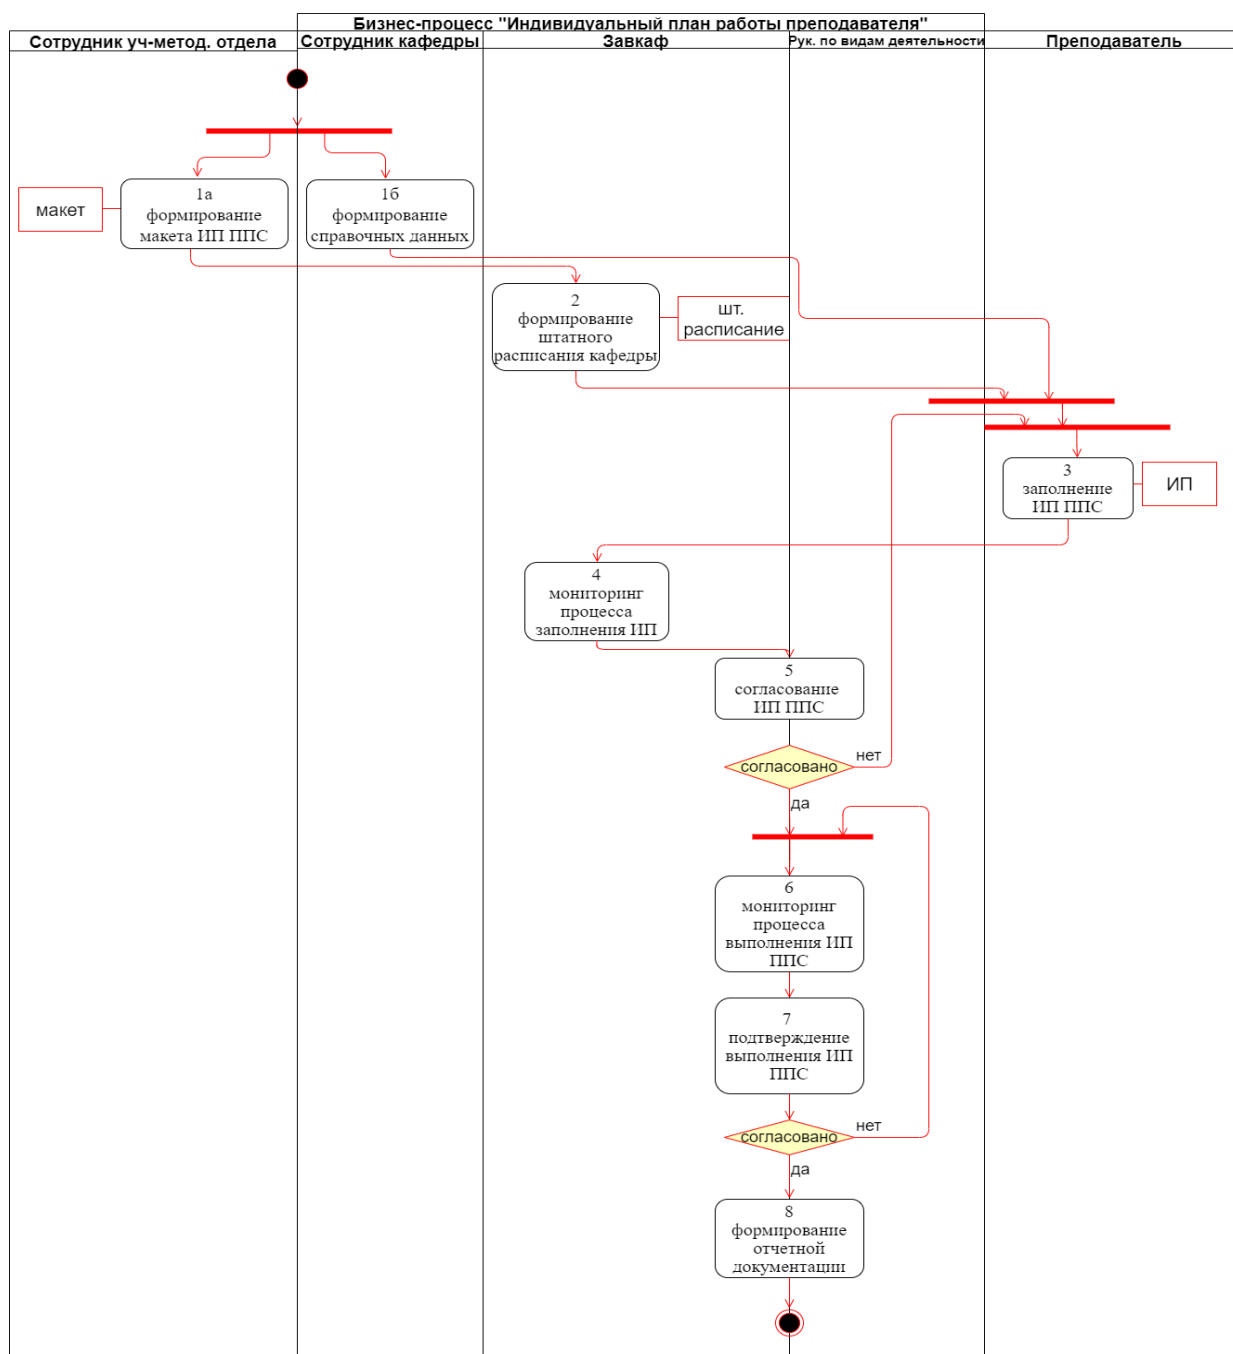 Бизнес-процесс "Индивидуальный план работы преподавателя"
Сотрудник уч-метод. отдела
Сотрудник кафедры
Завкаф
Рук. по видам деятельности
Преподаватель
макет
1а
формирование
макета ИП ППС
1б
формирование
справочных данных
2
формирование
штатного
расписания кафедры
шт.
расписание
3
заполнение
ИП ППС
ИП
4
мониторинг
процесса
заполнения ИП
5
согласование
ИП ППС
согласовано
нет
да
6
мониторинг
процесса
выполнения ИП
ППС
7
подтверждение
выполнения ИП
ППС
согласовано
нет
да
8
формирование
отчетной
документации